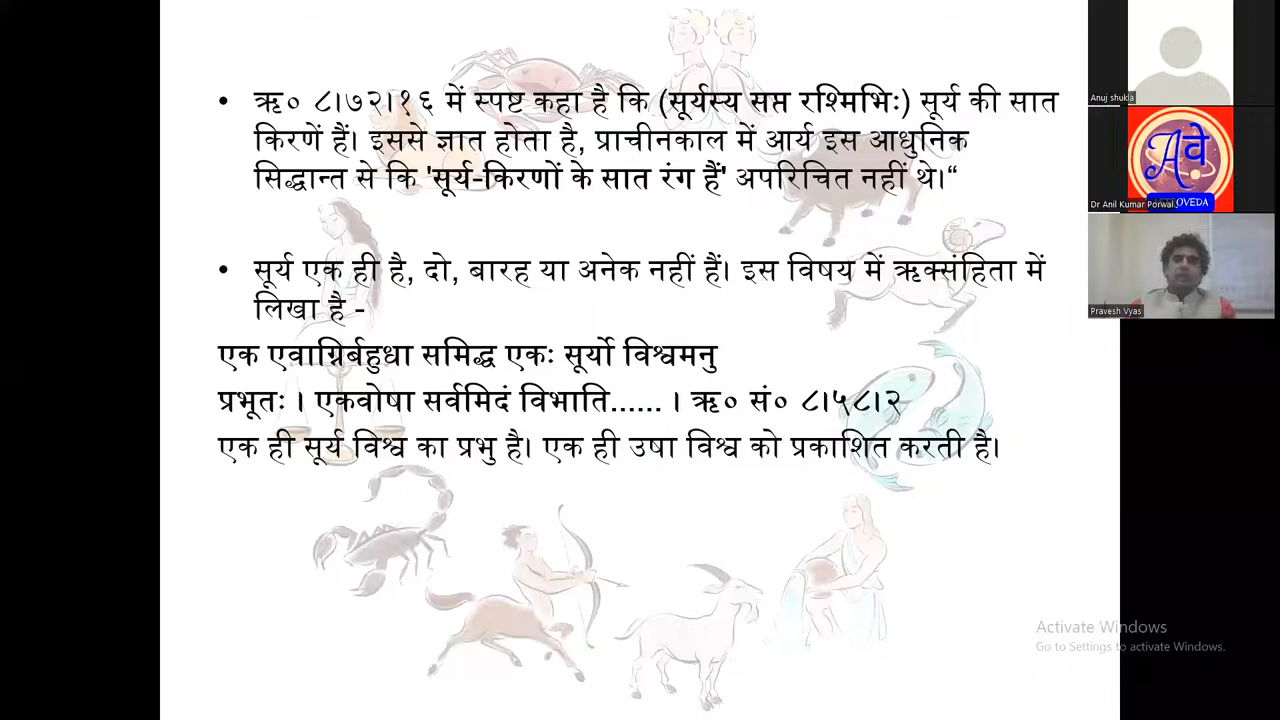 • ऋ० ८।७२।१६ में स्पष्ट कहा है कि (सूर्यस्य सप्त रश्मिभिः) सूर्य की सात
किरणें हैं। इससे ज्ञात होता है, प्राचीनकाल में आर्य इस आधुनिक
सिद्धान्त से कि 'सूर्य-किरणों के सात रंग हैं' अपरिचित नहीं थे।“
• सूर्य एक ही है, दो, बारह या अनेक नहीं हैं। इस विषय में ऋक्संहिता में
लिखा है -
एक एवाग्निर्बहुधा समिद्ध एकः सूर्यो विश्वमनु
प्रभूतः । एकवोषा सर्वमिदं विभाति...... । ऋ० सं० ८।५८।२
एक ही सूर्य विश्व का प्रभु है। एक ही उषा विश्व को प्रकाशित करती है।
Anuj shukla
वे
Dr Anil Kumar Porwal
OVEDA
Pravesh Vyas
Activate Windows
Go to Settings to activate Windows.